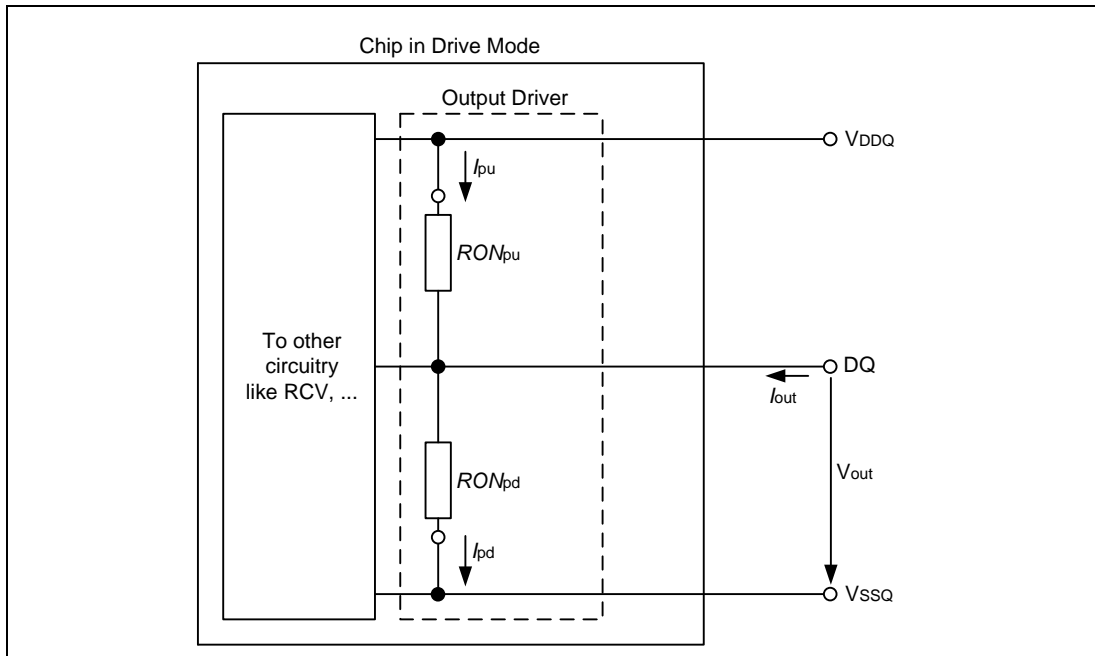 Chip in Drive Mode
Output Driver
VDDQ
Ipu
RONpu
To other
circuitry
like RCV, ...
DQ
Iout
RONpd
Vout
Ipd
VSSQ